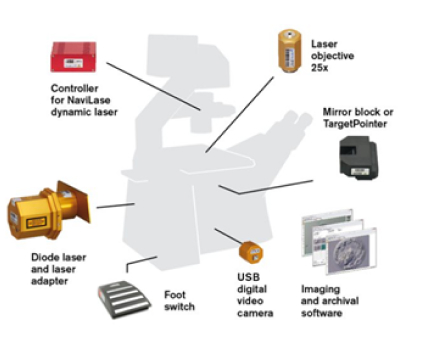 Laser
objective
25x
Controller
for NaviLase
dynamic laser
Mirror block or
TargetPointer
Diode laser
and laser
adapter
Foot
switch
USB
digital
video
camera
Imaging
and archival
software